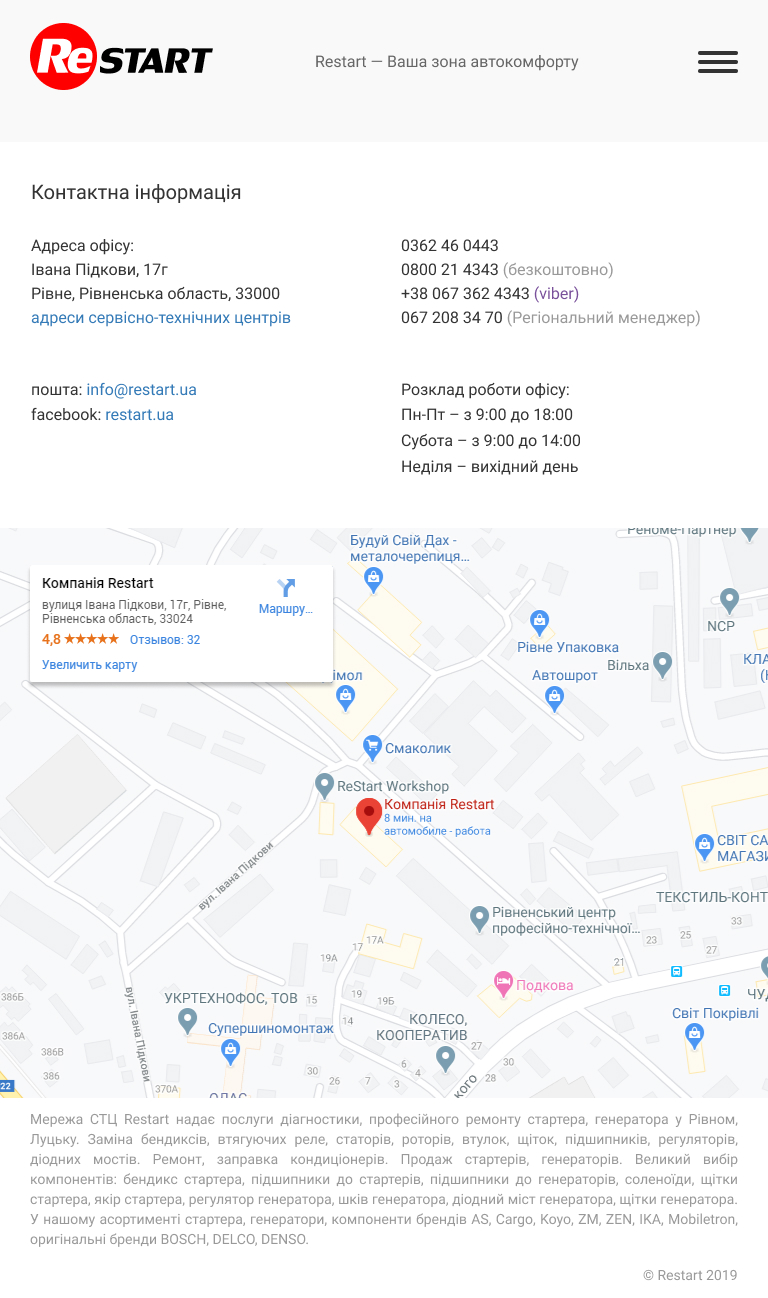 ReSTART
Restart — Ваша зона автокомфорту
Контактна інформація
Адреса офісу:
Івана Підкови, 17г
Рівне, Рівненська область, 33000
адреси сервісно-технічних центрів
0362 46 0443
0800 21 4343 (безкоштовно)
+38 067 362 4343 (viber)
067 208 34 70 (Регіональний менеджер)
пошта: info@restart.ua
facebook: restart.ua
Розклад роботи офісу:
Пн-Пт – з 9:00 до 18:00
Субота – з 9:00 до 14:00
Неділя – вихідний день
Будуй Свій Дах -
металочерепиця...
Реноме-Партнер
Компанія Restart
вулиця Івана Підкови, 17г, Рівне,
Рівненська область, 33024
4,8 ★★★★★ Отзывов: 32
Увеличить карту
Маршру...
NCP
Рівне Упаковка
Вільха
КЛА
(Н
Автошрот
імол
Смаколик
ReStart Workshop
Компанія Restart
8 мин. на
автомобиле - работа
СВІТ СА
МАГАЗИ
вул. Івана Підкови
ТЕКСТИЛЬ-КОНТ
Рівненський центр
професійно-технічної...
33
23
25
27
21
17
17А
Подкова
386Б
УКРТЕХНОФОС, ТОВ
19
19Б
ЧУД
Світ Покрівлі
14
КОЛЕСО,
КООПЕРАТИВ
Супершиномонтаж
386А
386В
вул. Івана Підкови
32
386
370А
30
26
7
3
6
4
2
28
30
кого
22
Мережа СТЦ Restart надає послуги діагностики, професійного ремонту стартера, генератора у Рівном,
Луцьку. Заміна бендиксів, втягуючих реле, статорів, роторів, втулок, щіток, підшипників, регуляторів,
діодних мостів. Ремонт, заправка кондиціонерів. Продаж стартерів, генераторів. Великий вибір
компонентів: бендикс стартера, підшипники до стартерів, підшипники до генераторів, соленоїди, щітки
стартера, якір стартера, регулятор генератора, шків генератора, діодний міст генератора, щітки генератора.
У нашому асортименті стартера, генератори, компоненти брендів AS, Cargo, Koyo, ZM, ZEN, IKA, Mobiletron,
оригінальні бренди BOSCH, DELCO, DENSO.
© Restart 2019